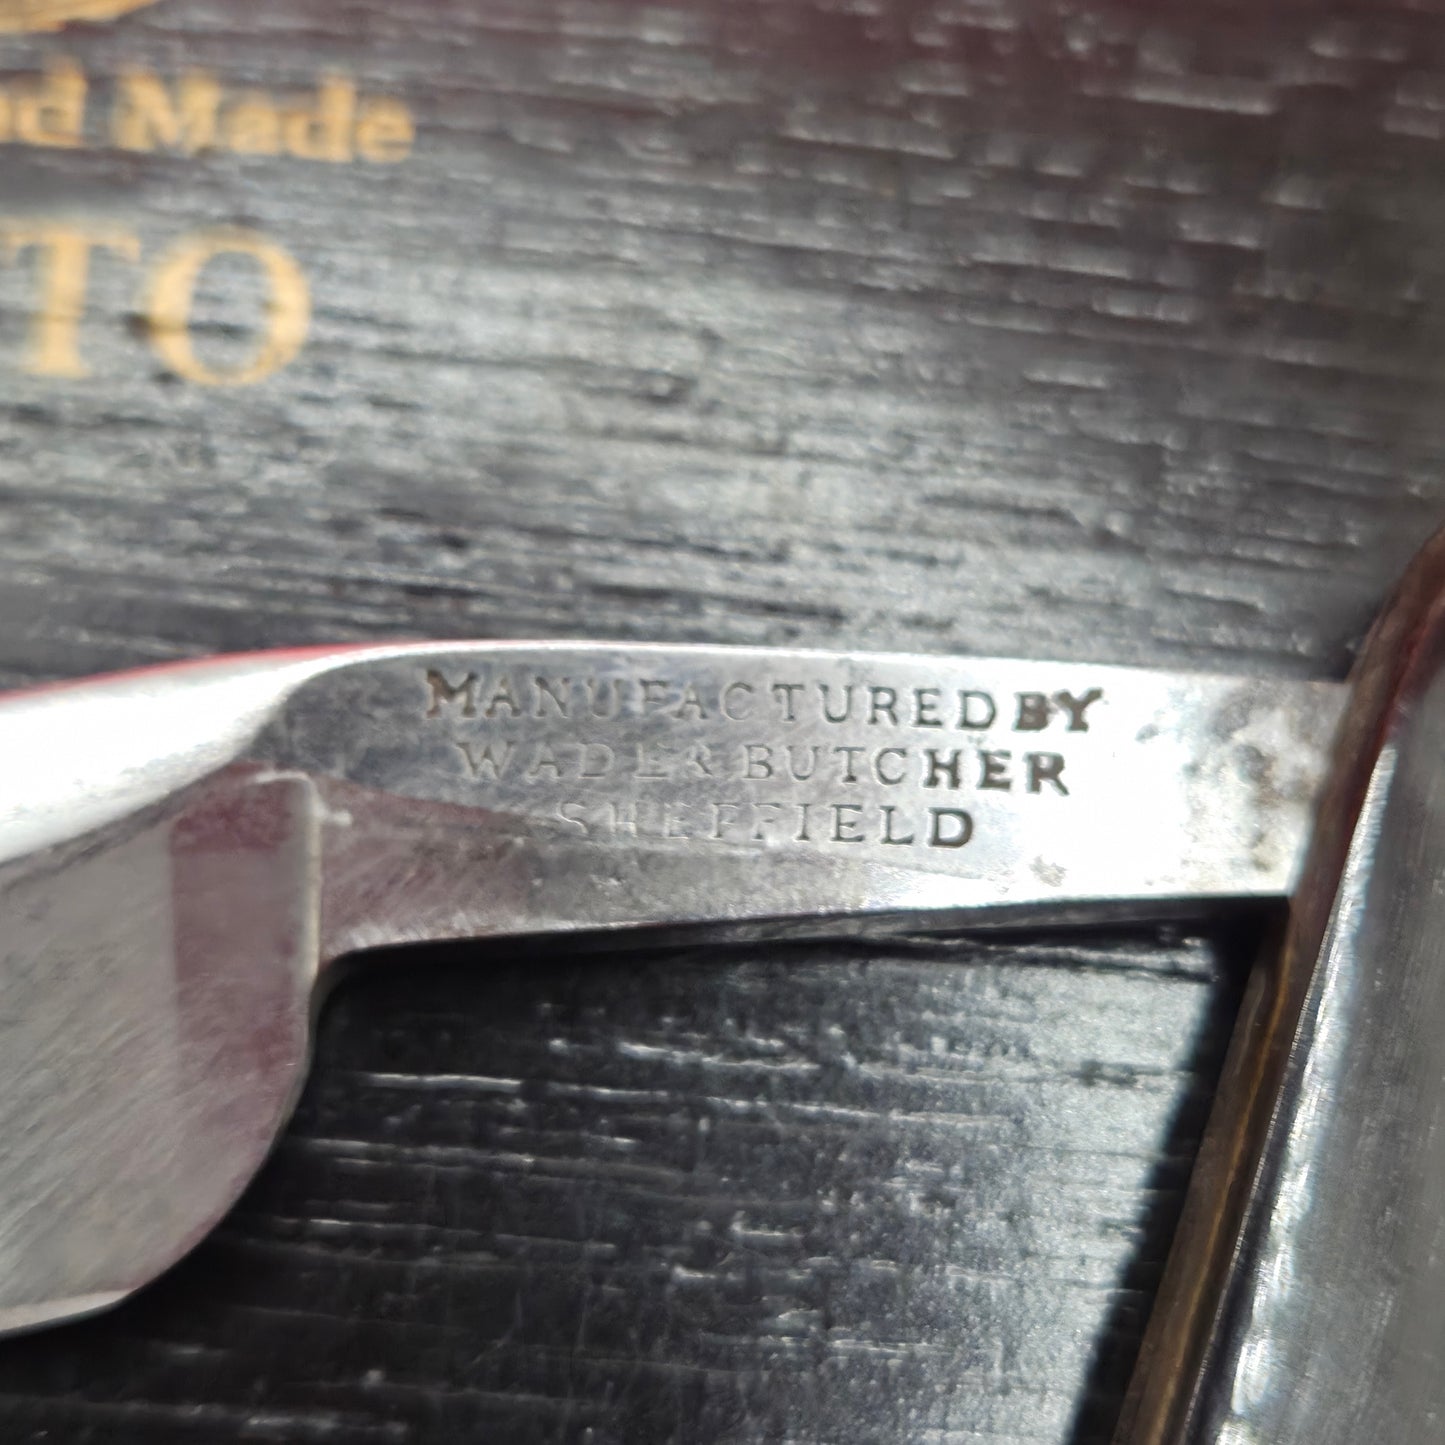 Made
TO
MANUFACTURED BY
WADE & BUTCHER
SHEFFIELD